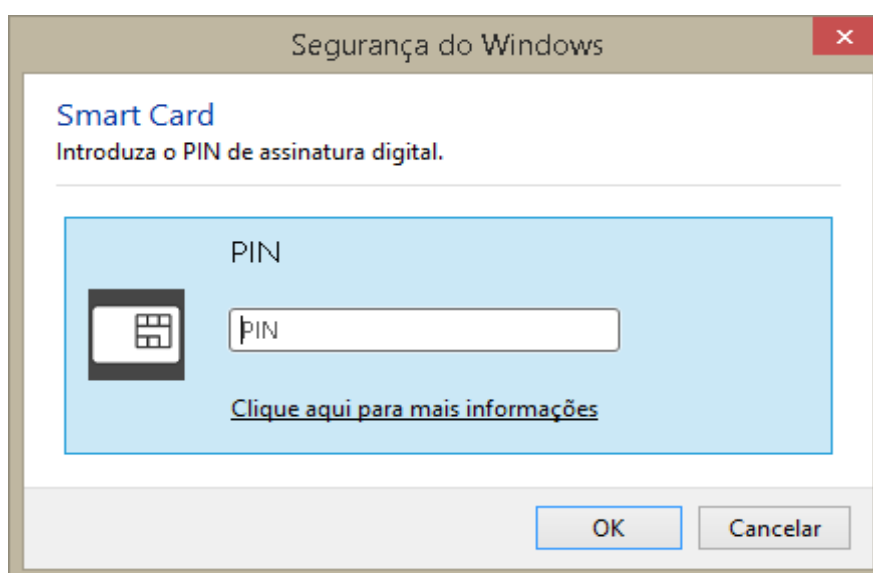 Segurança do Windows
Smart Card
Introduza o PIN de assinatura digital.
PIN
PIN
Clique aqui para mais informações
OK
Cancelar